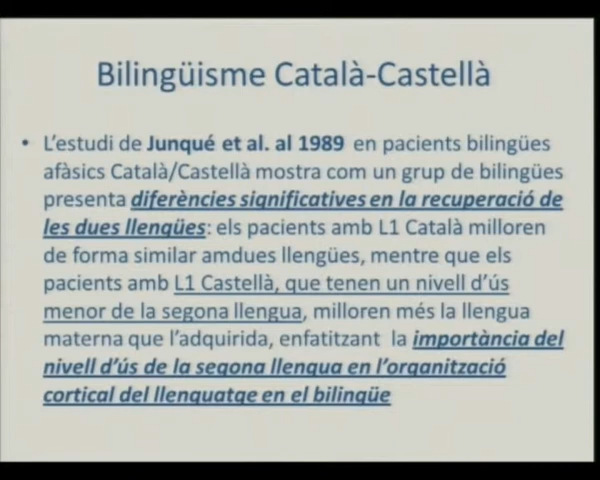 Bilingüisme Català-Castellà
• L'estudi de Junqué et al. al 1989 en pacients bilingües
afàsics Català/Castellà mostra com un grup de bilingües
presenta diferències significatives en la recuperació de
les dues llengües: els pacients amb L1 Català milloren
de forma similar amdues llengües, mentre que els
pacients amb L1 Castellà, que tenen un nivell d'ús
menor de la segona llengua, milloren més la llengua
materna que l'adquirida, enfatitzant la importància del
nivell d'ús de la segona llengua en l'organització
cortical del llenguatge en el bilingüe